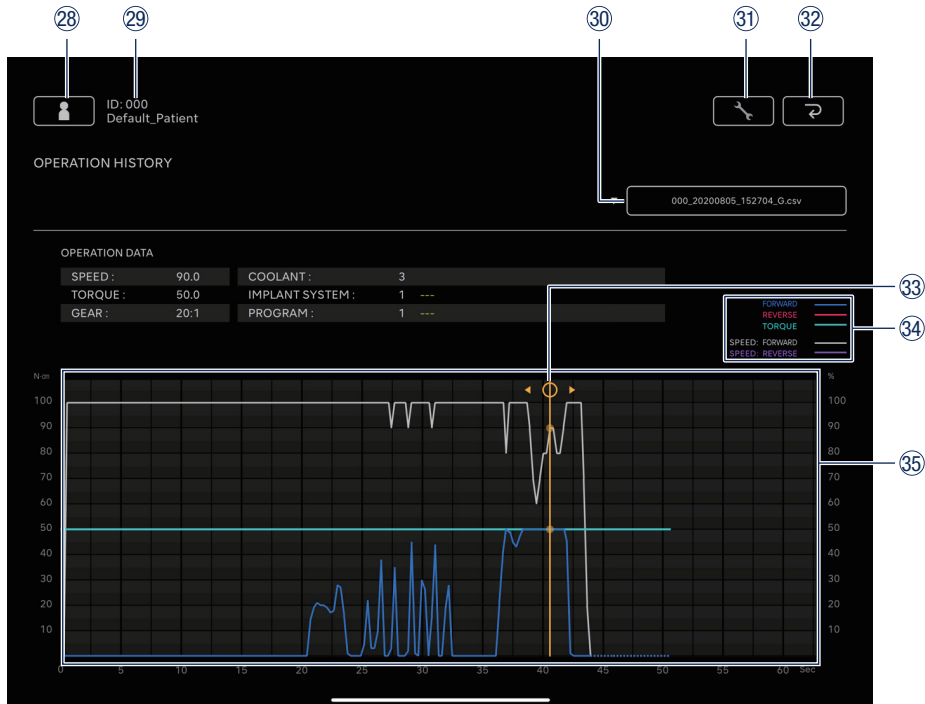 ㉘ ㉙ ㉚ ㉛ ㉜
ID: 000
Default_Patient
OPERATION HISTORY
000_20200805_152704_G.csv
OPERATION DATA
SPEED : 90.0 COOLANT : 3
TORQUE : 50.0 IMPLANT SYSTEM : 1 ---
GEAR : 20:1 PROGRAM : 1 ---
㉝
FORWARD
REVERSE
TORQUE
SPEED: FORWARD
SPEED: REVERSE
㉞
N·cm %
100 100
90 90
80 80
㉟
70 70
60 60
50 50
40 40
30 30
20 20
10 10
0 5 10 15 20 25 30 35 40 45 50 55 60 Sec